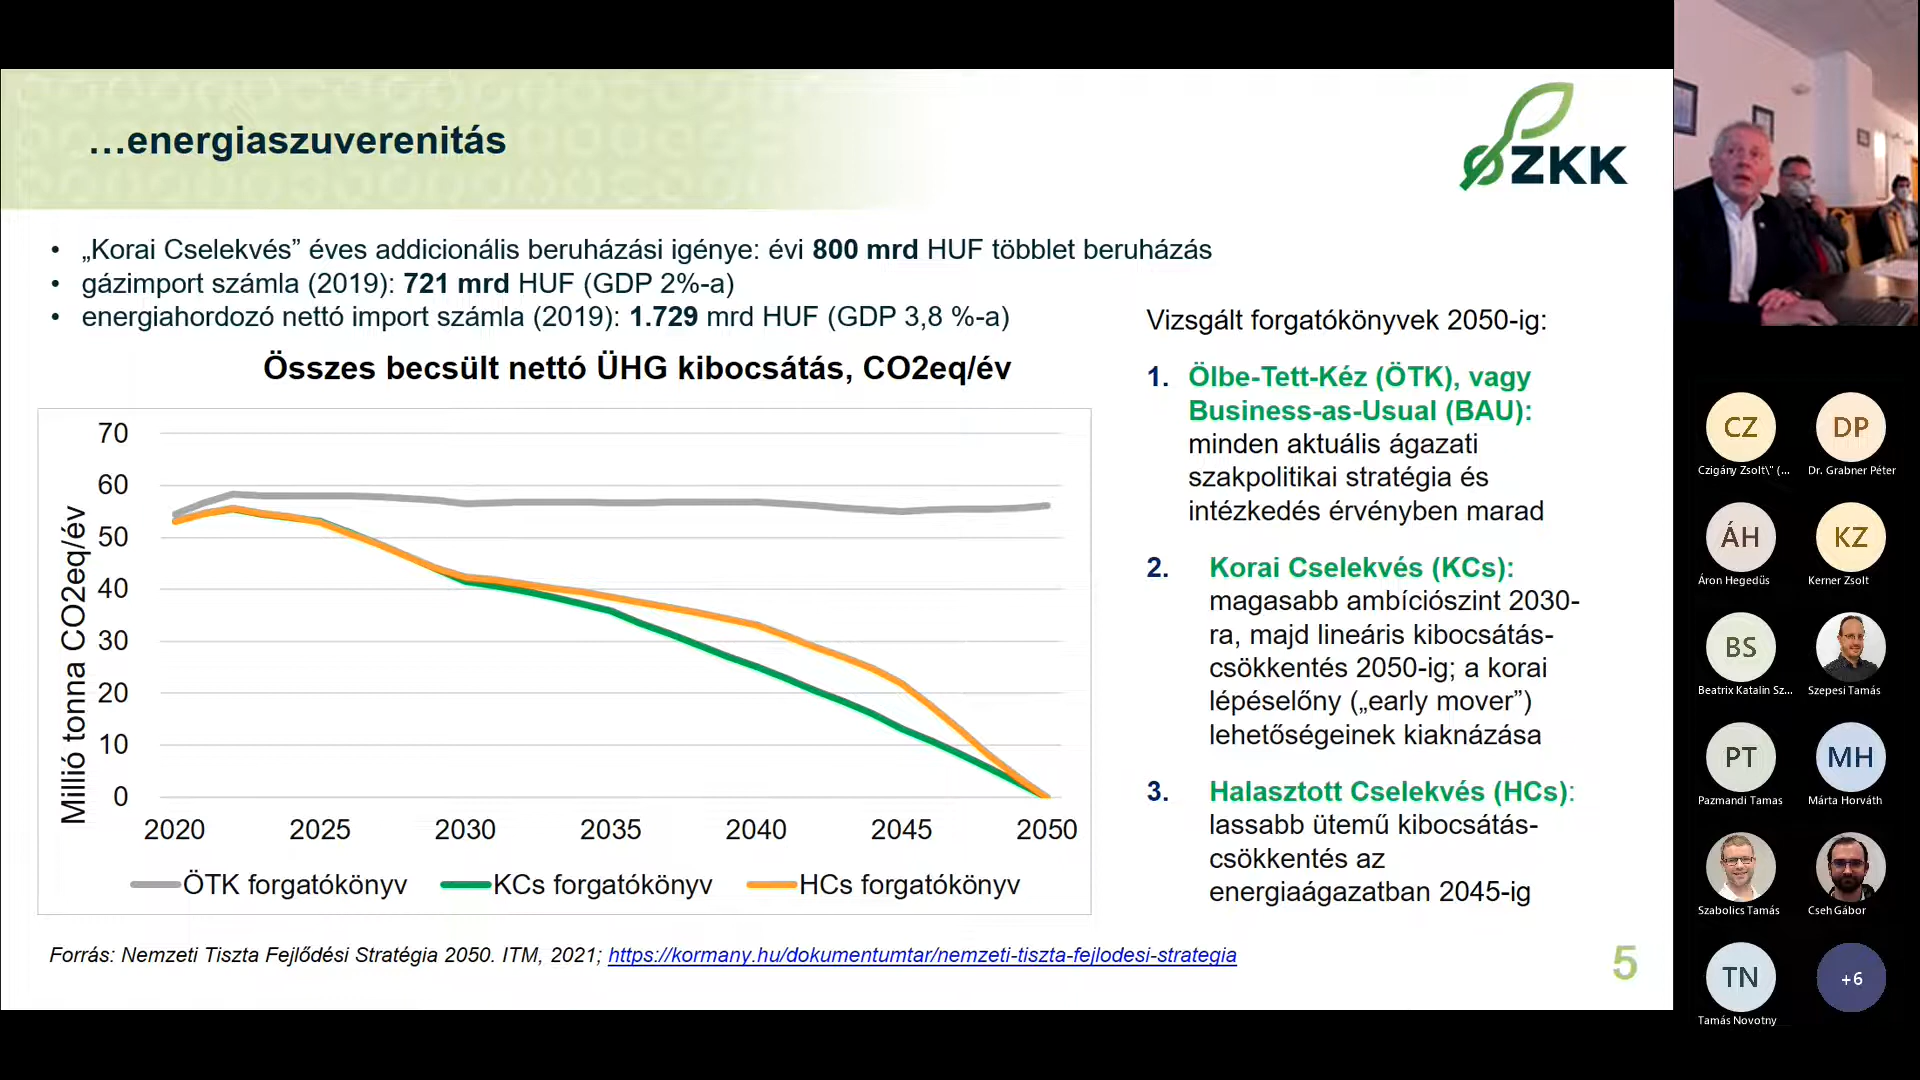 …energiaszuverenitás
ZKK
• „Korai Cselekvés” éves addicionális beruházási igénye: évi 800 mrd HUF többlet beruházás
• gázimport számla (2019): 721 mrd HUF (GDP 2%-a)
• energiahordozó nettó import számla (2019): 1.729 mrd HUF (GDP 3,8 %-a)
Összes becsült nettó ÜHG kibocsátás, CO2eq/év
Millió tonna CO2eq/év
70
60
50
40
30
20
10
0
2020 2025 2030 2035 2040 2045 2050
ÖTK forgatókönyv KCs forgatókönyv HCs forgatókönyv
Vizsgált forgatókönyvek 2050-ig:
1. Ölbe-Tett-Kéz (ÖTK), vagy
Business-as-Usual (BAU):
minden aktuális ágazati
szakpolitikai stratégia és
intézkedés érvényben marad
2. Korai Cselekvés (KCs):
magasabb ambíciószint 2030-
ra, majd lineáris kibocsátás-
csökkentés 2050-ig; a korai
lépéselőny („early mover”)
lehetőségeinek kiaknázása
3. Halasztott Cselekvés (HCs):
lassabb ütemű kibocsátás-
csökkentés az
energiaágazatban 2045-ig
Forrás: Nemzeti Tiszta Fejlődési Stratégia 2050. ITM, 2021; https://kormany.hu/dokumentumtar/nemzeti-tiszta-fejlodesi-strategia
5
CZ DP
Czigány Zsolt\" (... Dr. Grabner Péter
ÁH KZ
Áron Hegedűs Kerner Zsolt
BS
Beatrix Katalin Sz... Szepesi Tamás
PT MH
Pazmandi Tamas Márta Horváth
Szabolics Tamás Cseh Gábor
TN +6
Tamás Novotny